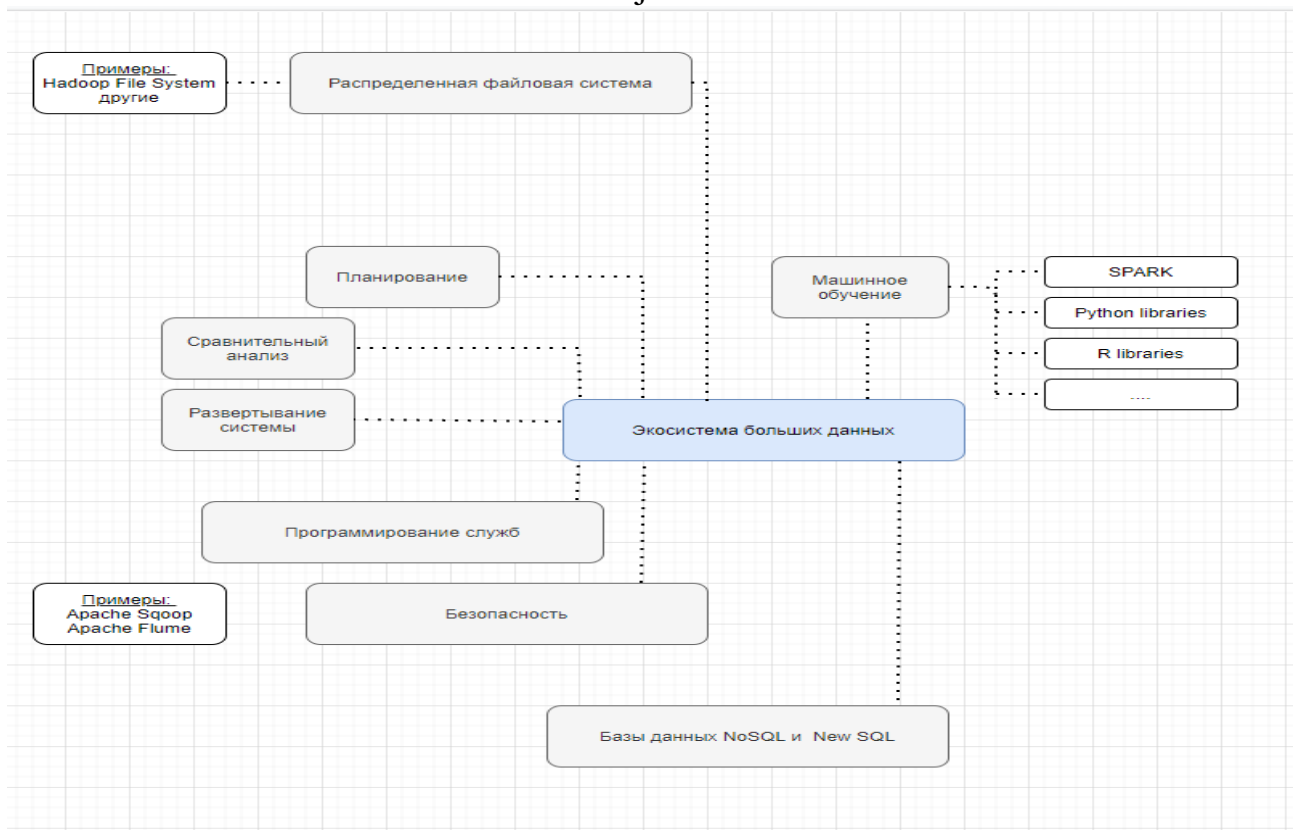 Примеры:
Hadoop File System
другие
Распределенная файловая система
Планирование
Машинное
обучение
SPARK
Python libraries
R libraries
....
Сравнительный
анализ
Развертывание
системы
Экосистема больших данных
Программирование служб
Примеры:
Apache Sqoop
Apache Flume
Безопасность
Базы данных NoSQL и New SQL